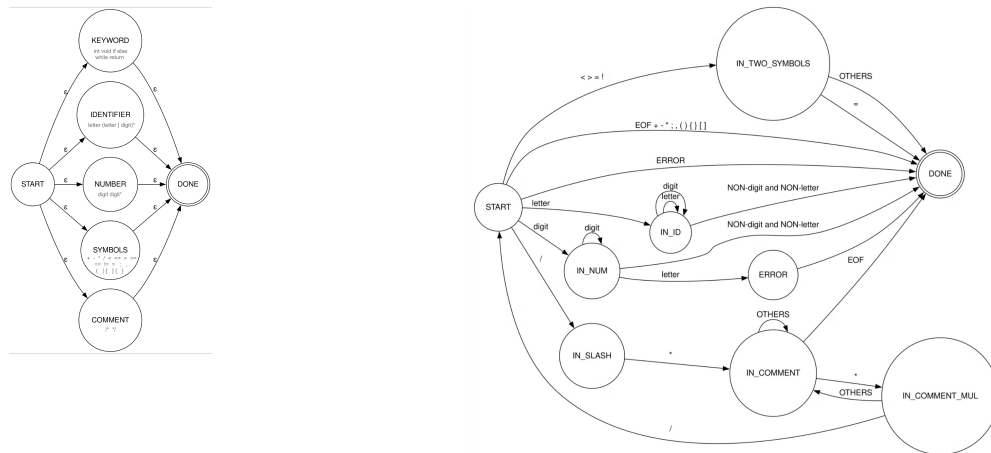 KEYWORD
int void if else
while return
ε
ε
IDENTIFIER
letter (letter | digit)*
ε
ε
START
ε
NUMBER
digit digit*
ε
DONE
ε
ε
SYMBOLS
ε
ε
COMMENT
/* */
IN_TWO_SYMBOLS
< > = !
OTHERS
=
EOF + - * ; , ( ) { } [ ]
ERROR
DONE
START
letter
digit
letter
IN_ID
NON-digit and NON-letter
digit
digit
IN_NUM
NON-digit and NON-letter
letter
ERROR
EOF
/
IN_SLASH
*
OTHERS
IN_COMMENT
*
OTHERS
IN_COMMENT_MUL
/